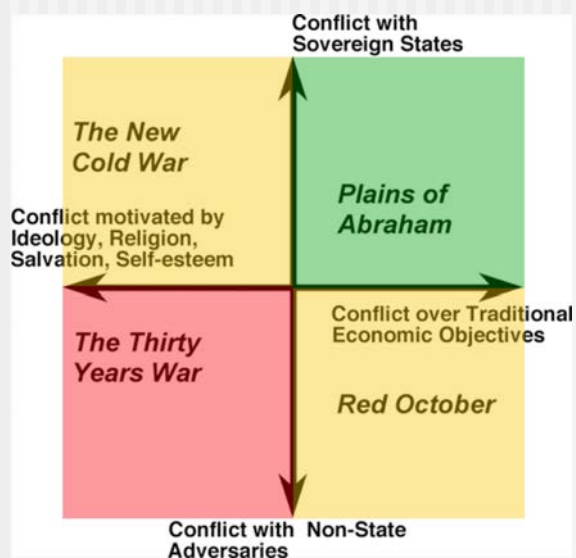 Conflict with
Sovereign States
The New
Cold War
Plains of
Abraham
Conflict motivated by
Ideology, Religion,
Salvation, Self-esteem
Conflict over Traditional
Economic Objectives
The Thirty
Years War
Red October
Conflict with Non-State
Adversaries